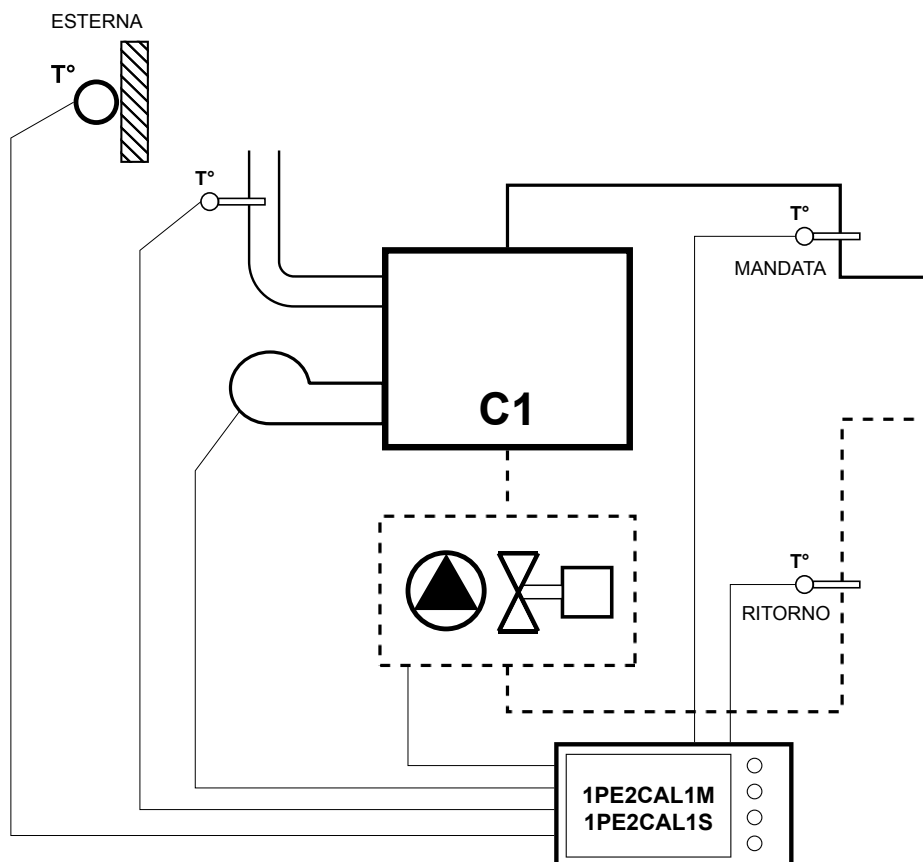 ESTERNA
T°
T°
T°
MANDATA
C1
T°
RITORNO
1PE2CAL1M
1PE2CAL1S